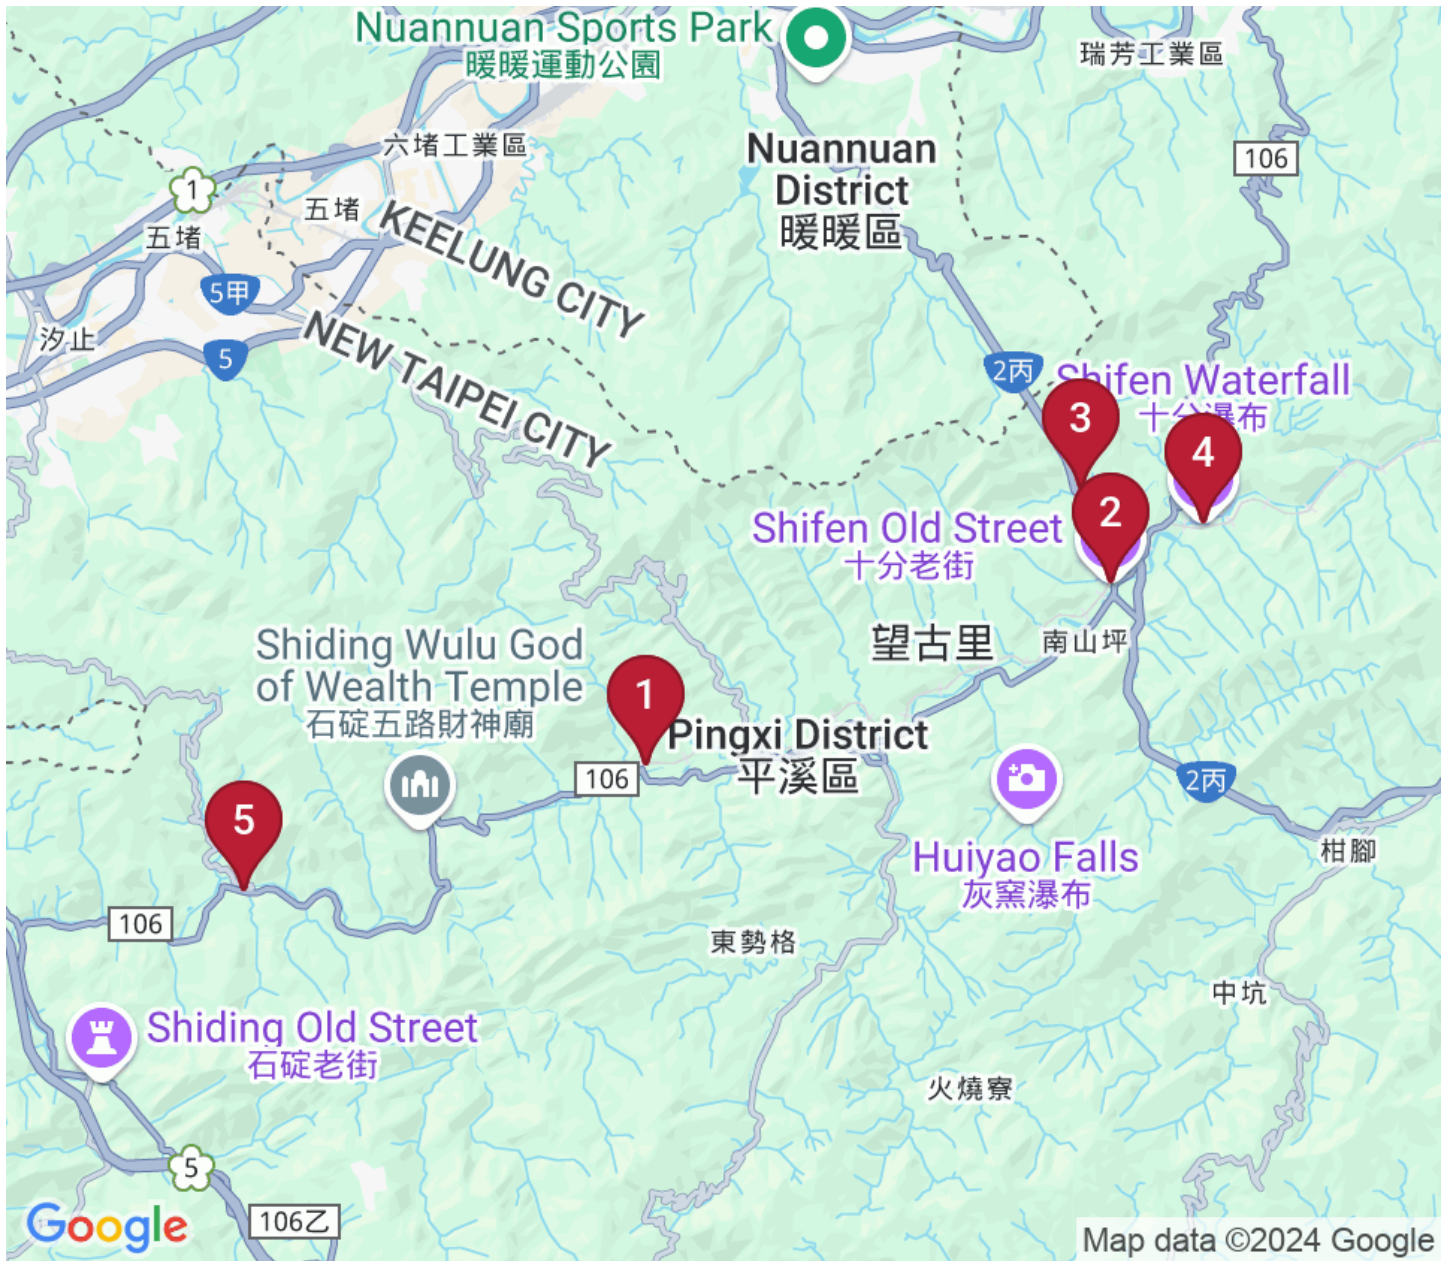 Nuannuan Sports Park
暖暖運動公園
瑞芳工業區
六堵工業區
Nuannuan
District
暖暖區
106
1
五堵
五堵
KEELUNG CITY
5甲
NEW TAIPEI CITY
汐止
5
2丙
Shifen Waterfall
十分瀑布
3
4
2
Shifen Old Street
十分老街
望古里
南山坪
Shiding Wulu God
of Wealth Temple
石碇五路財神廟
1
Pingxi District
平溪區
106
2丙
5
Huiyao Falls
灰窯瀑布
柑腳
106
東勢格
中坑
Shiding Old Street
石碇老街
火燒寮
5
106乙
Google
Map data ©2024 Google